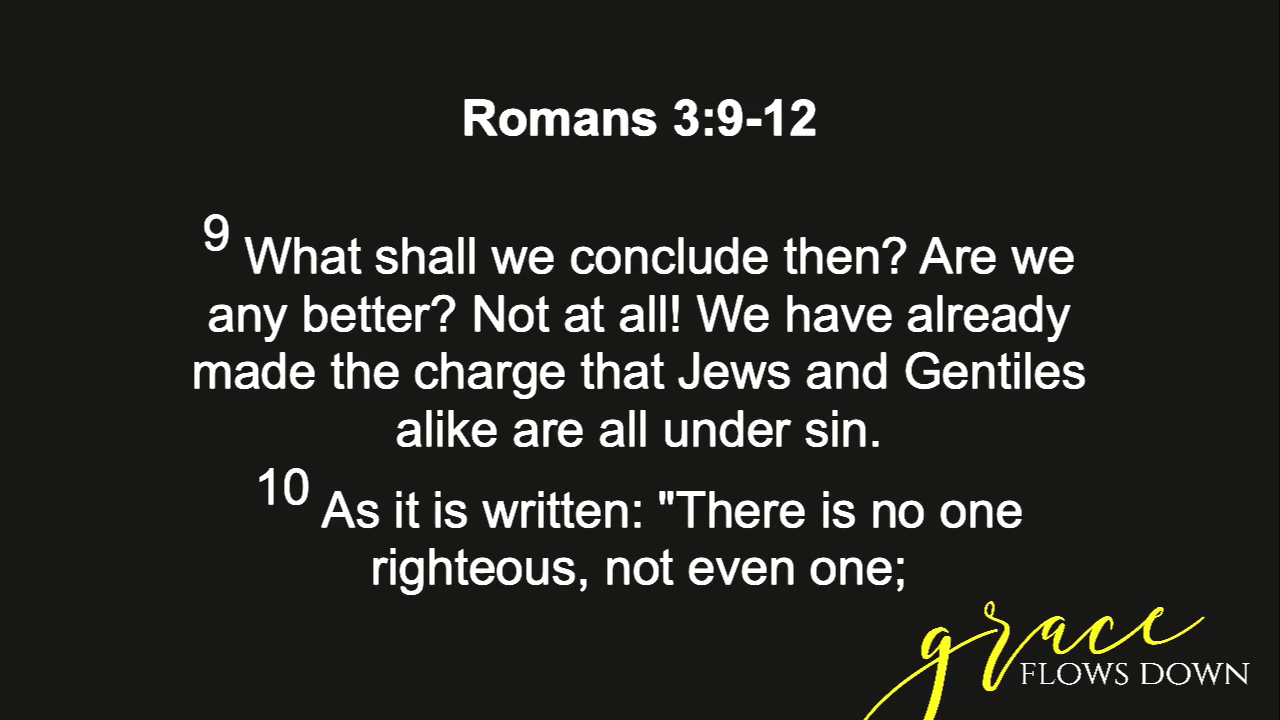 Romans 3:9-12
9 What shall we conclude then? Are we
any better? Not at all! We have already
made the charge that Jews and Gentiles
alike are all under sin.
10 As it is written: "There is no one
righteous, not even one;
grace
FLOWS DOWN